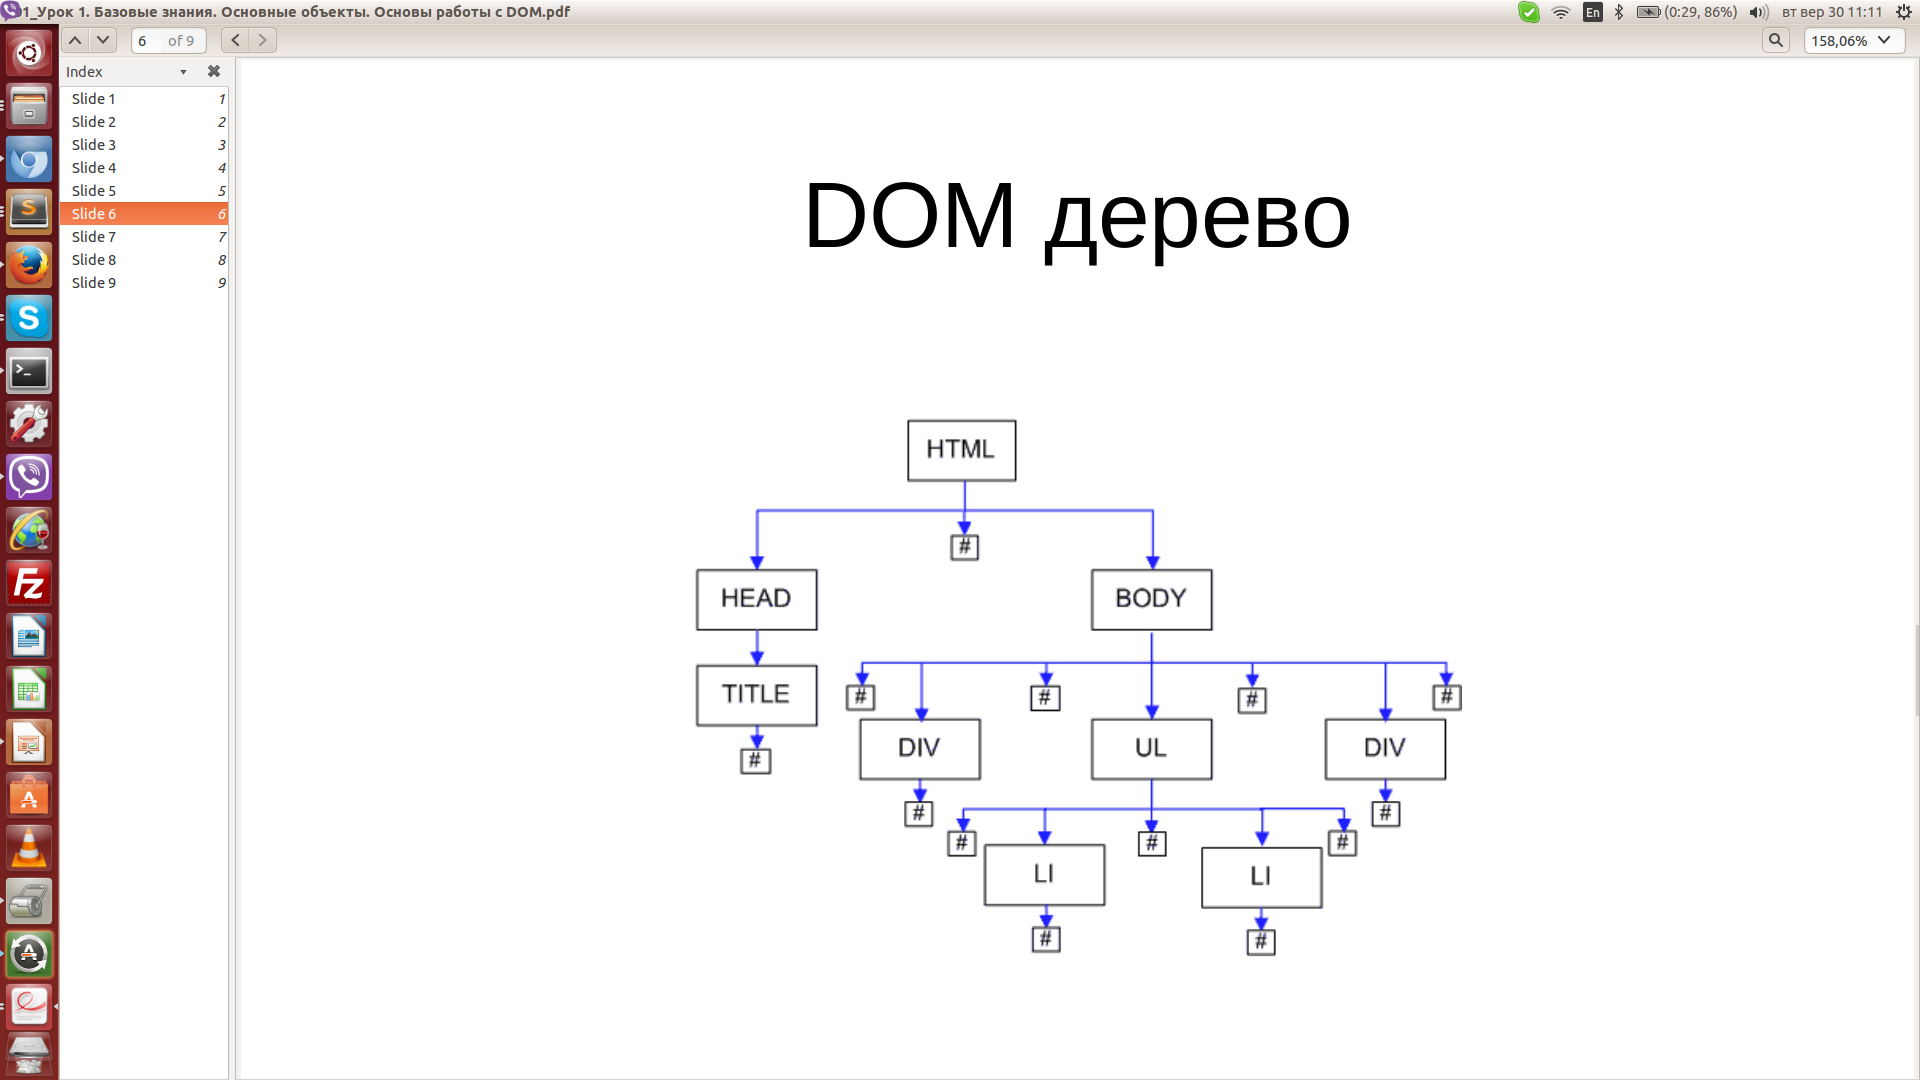 1_Урок 1. Базовые знания. Основные объекты. Основы работы с DOM.pdf
En
(0:29, 86%)
вт вер 30 11:11
6 of 9
158,06%
Index
Slide 1 1
Slide 2 2
Slide 3 3
Slide 4 4
Slide 5 5
Slide 6 6
Slide 7 7
Slide 8 8
Slide 9 9
DOM дерево
HTML
#
HEAD
BODY
TITLE
# # # #
#
DIV
UL
DIV
# #
# # #
LI
LI
# #